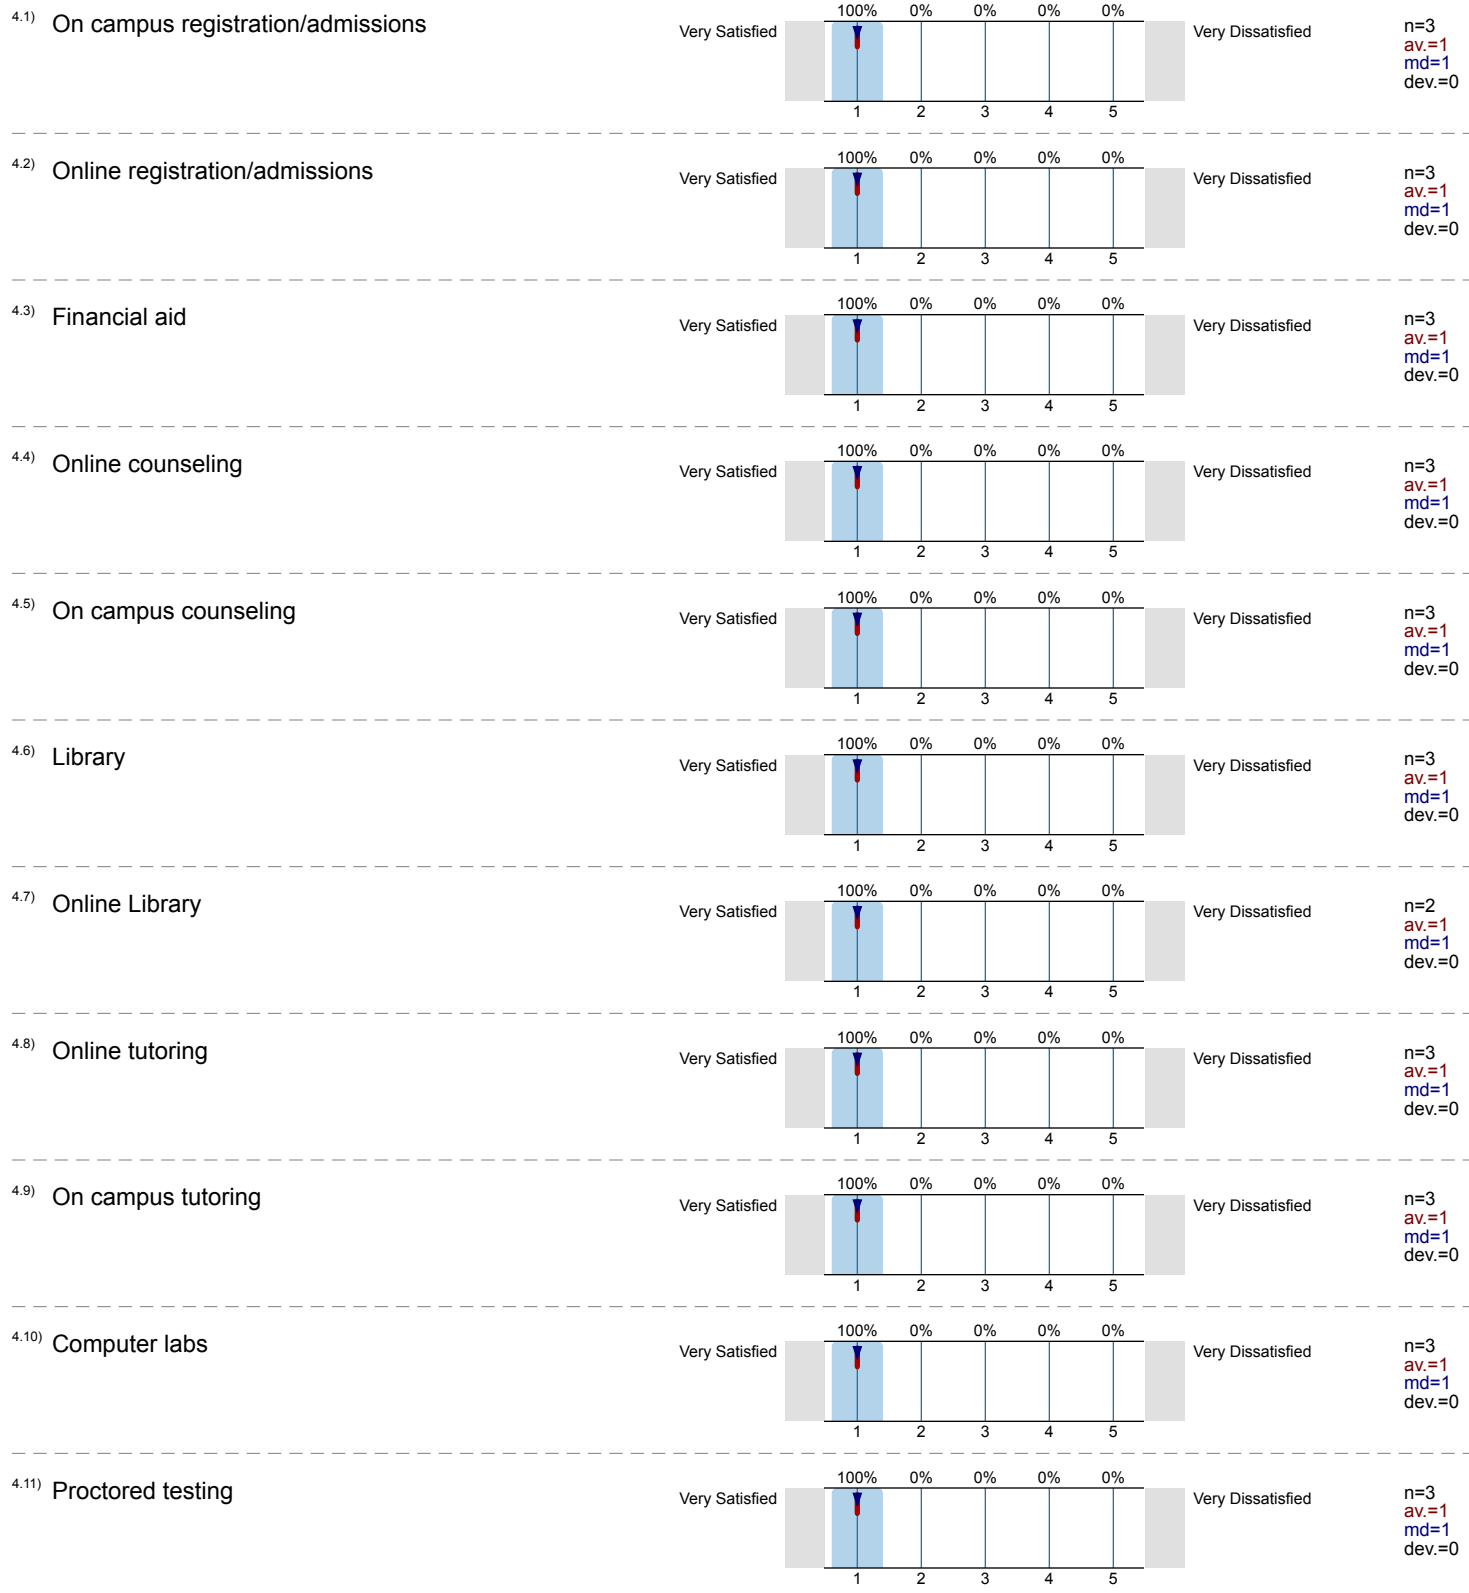 4.1) On campus registration/admissions
100% 0% 0% 0% 0%
Very Satisfied Very Dissatisfied
n=3
av.=1
md=1
dev.=0
1 2 3 4 5
4.2) Online registration/admissions
100% 0% 0% 0% 0%
Very Satisfied Very Dissatisfied
n=3
av.=1
md=1
dev.=0
1 2 3 4 5
4.3) Financial aid
100% 0% 0% 0% 0%
Very Satisfied Very Dissatisfied
n=3
av.=1
md=1
dev.=0
1 2 3 4 5
4.4) Online counseling
100% 0% 0% 0% 0%
Very Satisfied Very Dissatisfied
n=3
av.=1
md=1
dev.=0
1 2 3 4 5
4.5) On campus counseling
100% 0% 0% 0% 0%
Very Satisfied Very Dissatisfied
n=3
av.=1
md=1
dev.=0
1 2 3 4 5
4.6) Library
100% 0% 0% 0% 0%
Very Satisfied Very Dissatisfied
n=3
av.=1
md=1
dev.=0
1 2 3 4 5
4.7) Online Library
100% 0% 0% 0% 0%
Very Satisfied Very Dissatisfied
n=2
av.=1
md=1
dev.=0
1 2 3 4 5
4.8) Online tutoring
100% 0% 0% 0% 0%
Very Satisfied Very Dissatisfied
n=3
av.=1
md=1
dev.=0
1 2 3 4 5
4.9) On campus tutoring
100% 0% 0% 0% 0%
Very Satisfied Very Dissatisfied
n=3
av.=1
md=1
dev.=0
1 2 3 4 5
4.10) Computer labs
100% 0% 0% 0% 0%
Very Satisfied Very Dissatisfied
n=3
av.=1
md=1
dev.=0
1 2 3 4 5
4.11) Proctored testing
100% 0% 0% 0% 0%
Very Satisfied Very Dissatisfied
n=3
av.=1
md=1
dev.=0
1 2 3 4 5